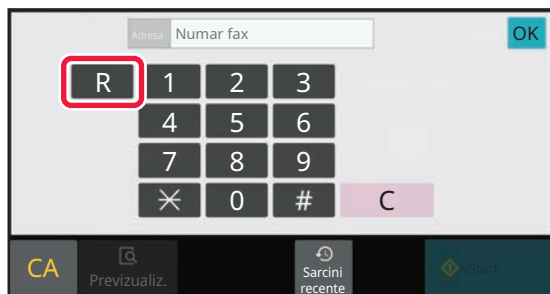 Adresa Numar fax OK
R 1 2 3
4 5 6
7 8 9
* 0 # C
CA Previzualiz. Sarcini recente Start